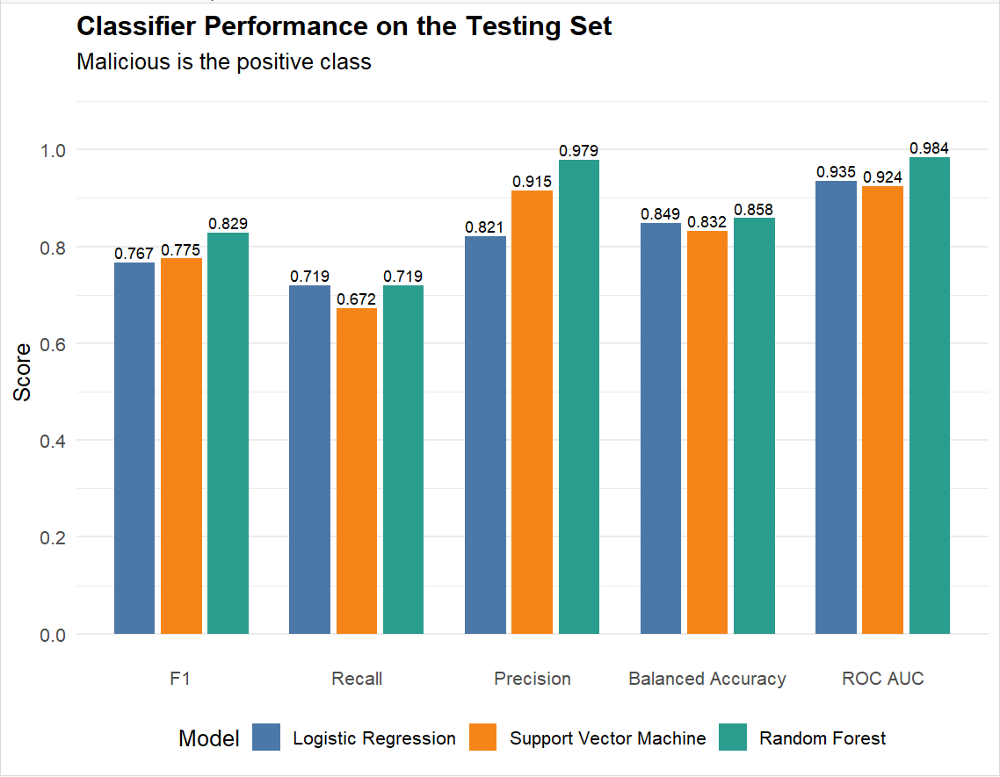 Classifier Performance on the Testing Set
Malicious is the positive class
Score
1.0
0.8
0.6
0.4
0.2
0.0
0.767 0.775 0.829
0.719 0.672 0.719
0.821 0.915 0.979
0.849 0.832 0.858
0.935 0.924 0.984
F1 Recall Precision Balanced Accuracy ROC AUC
Model Logistic Regression Support Vector Machine Random Forest